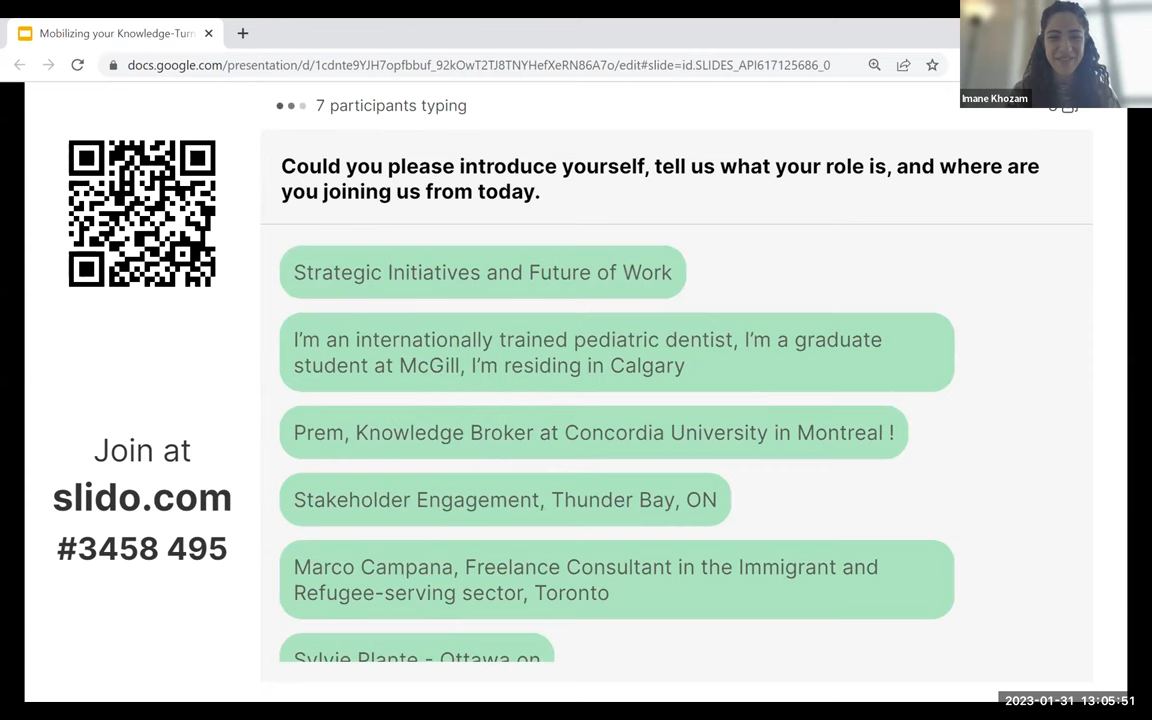 Mobilizing your Knowledge-Turn
docs.google.com/presentation/d/1cdnte9YJH7opfbbuf_92kOwT2TJ8TNYHefXeRN86A7o/edit#slide=id.SLIDES_API617125686_0
Imane Khozam
7 participants typing
Could you please introduce yourself, tell us what your role is, and where are
you joining us from today.
Strategic Initiatives and Future of Work
I'm an internationally trained pediatric dentist, I'm a graduate
student at McGill, I'm residing in Calgary
Prem, Knowledge Broker at Concordia University in Montreal !
Stakeholder Engagement, Thunder Bay, ON
Marco Campana, Freelance Consultant in the Immigrant and
Refugee-serving sector, Toronto
Sylvie Plante - Ottawa on
Join at
slido.com
#3458 495
2023-01-31 13:05:51